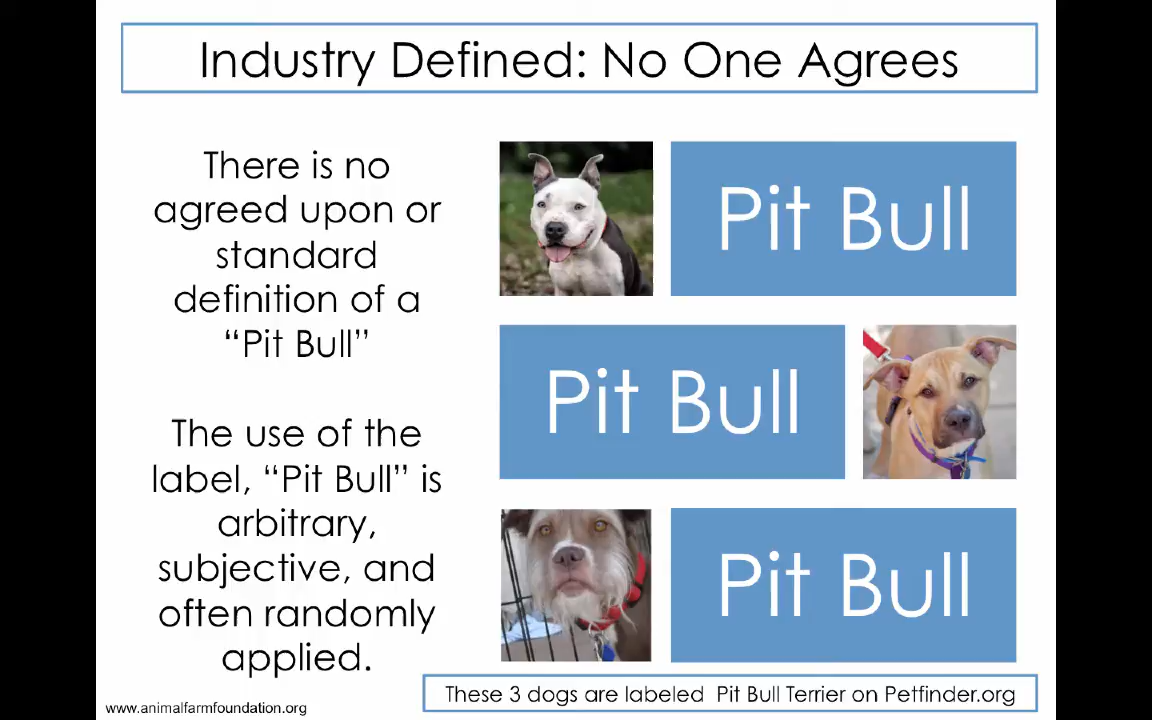 Industry Defined: No One Agrees
There is no
agreed upon or
standard
definition of a
“Pit Bull”
The use of the
label, “Pit Bull” is
arbitrary,
subjective, and
often randomly
applied.
Pit Bull
Pit Bull
Pit Bull
These 3 dogs are labeled  Pit Bull Terrier on Petfinder.org
www.animalfarmfoundation.org